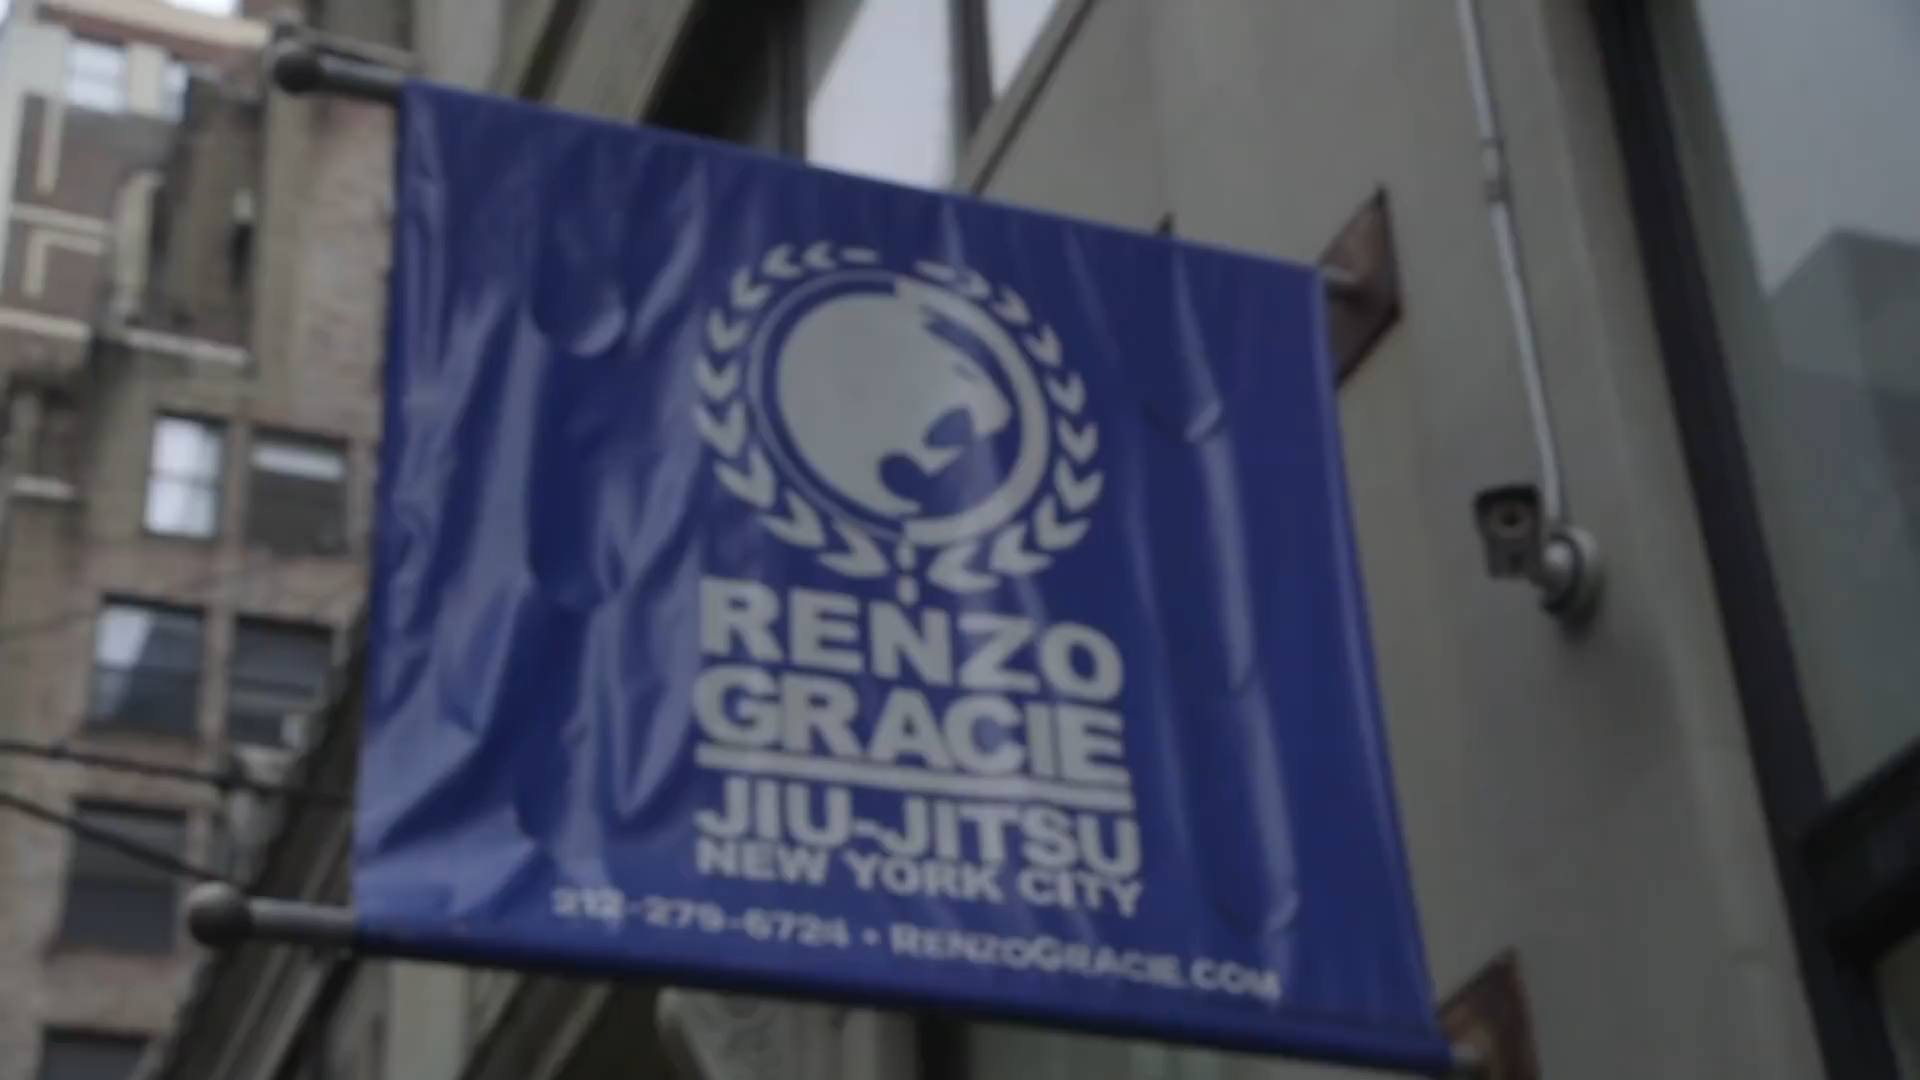 RENZO
GRACIE
JIU-JITSU
NEW YORK CITY
212-279-6724 • RENZOGRACIE.COM